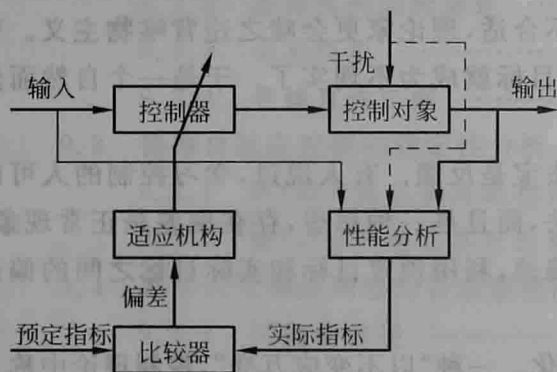 干扰
输入
控制器
控制对象
输出
适应机构
性能分析
偏差
预定指标
比较器
实际指标